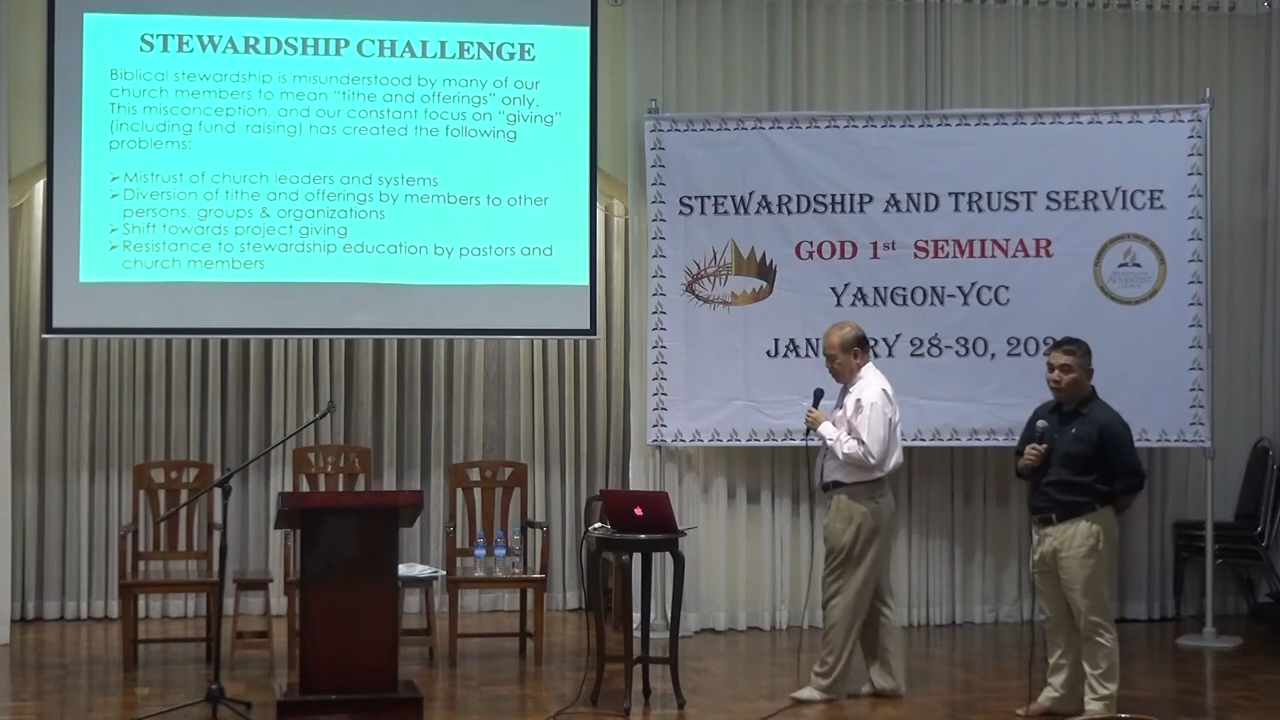 STEWARDSHIP CHALLENGE
Biblical stewardship is misunderstood by many of our
church members to mean “tithe and offerings” only.
This misconception, and our constant focus on “giving”
(including fund raising) has created the following
problems:
➢Mistrust of church leaders and systems
➢Diversion of tithe and offerings by members to other
persons, groups & organizations
➢Shift towards project giving
➢Resistance to stewardship education by pastors and
church members
STEWARDSHIP AND TRUST SERVICE
GOD 1st SEMINAR
YANGON-YCC
28-30,
ADVENTIST